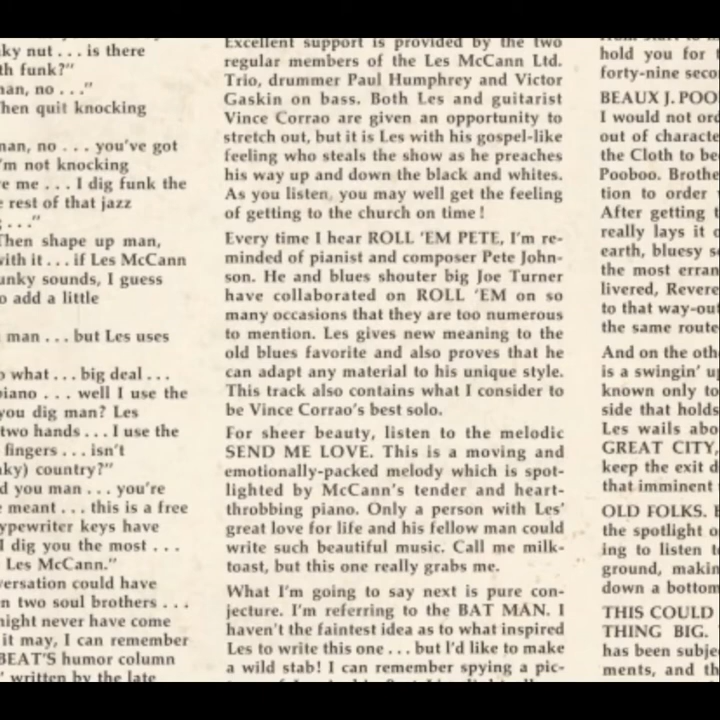 ky nut . . . is there
th funk?"
nan, no . . ."
hen quit knocking
nan, no . . . you've got
'm not knocking
e me . . . I dig funk the
rest of that jazz
. . ."
Then shape up man,
vith it . . . if Les McCann
unky sounds, I guess
o add a little
man . . . but Les uses
o what . . . big deal . . .
piano . . . well I use the
you dig man? Les
two hands . . . I use the
fingers . . . isn't
ky) country?"
d you man . . . you're
meant . . . this is a free
ypewriter keys have
I dig you the most . . .
Les McCann."
versation could have
n two soul brothers . . .
night never have come
it may, I can remember
BEAT'S humor column
written by the late
Excellent support is provided by the two
regular members of the Les McCann Ltd.
Trio, drummer Paul Humphrey and Victor
Gaskin on bass. Both Les and guitarist
Vince Corrao are given an opportunity to
stretch out, but it is Les with his gospel-like
feeling who steals the show as he preaches
his way up and down the black and whites.
As you listen, you may well get the feeling
of getting to the church on time!
Every time I hear ROLL 'EM PETE, I'm re-
minded of pianist and composer Pete John-
son. He and blues shouter big Joe Turner
have collaborated on ROLL 'EM on so
many occasions that they are too numerous
to mention. Les gives new meaning to the
old blues favorite and also proves that he
can adapt any material to his unique style.
This track also contains what I consider to
be Vince Corrao's best solo.
For sheer beauty, listen to the melodic
SEND ME LOVE. This is a moving and
emotionally-packed melody which is spot-
lighted by McCann's tender and heart-
throbbing piano. Only a person with Les'
great love for life and his fellow man could
write such beautiful music. Call me milk-
toast, but this one really grabs me.
What I'm going to say next is pure con-
jecture. I'm referring to the BAT MAN. I
haven't the faintest idea as to what inspired
Les to write this one . . . but I'd like to make
a wild stab! I can remember spying a pic-
hold you for t
forty-nine seco
BEAUX J. POO
I would not ord
out of characte
the Cloth to be
Pooboo. Brothe
tion to order
After getting t
really lays it o
earth, bluesy s
the most erran
livered, Revere
to that way-out
the same route
And on the oth
is a swingin' up
known only to
side that holds
Les wails abo
GREAT CITY,
keep the exit d
that imminent
OLD FOLKS. B
the spotlight o
ing to listen t
ground, makin
down a bottom
THIS COULD
THING BIG.
has been subje
ments, and th